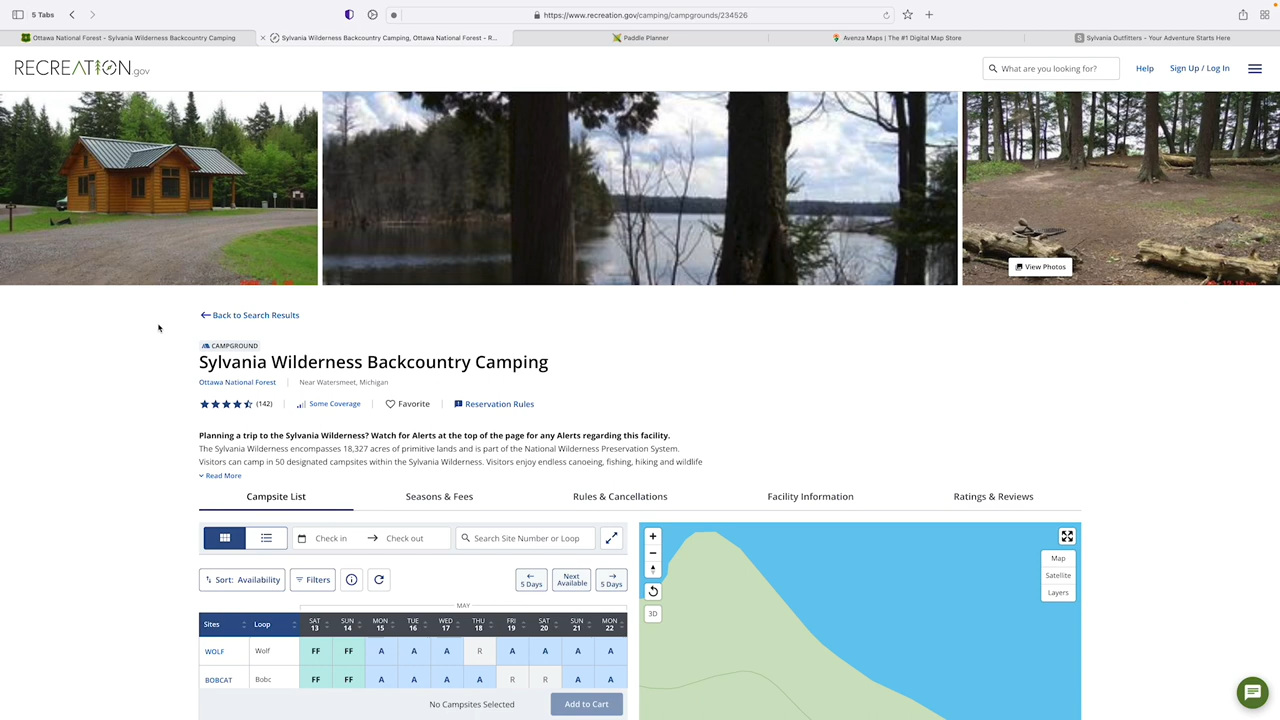 5 Tabs
https://www.recreation.gov/camping/campgrounds/234526
Ottawa National Forest - Sylvania Wilderness Backcountry Camping
Sylvania Wilderness Backcountry Camping, Ottawa National Forest - R...
Paddle Planner
Avenza Maps | The #1 Digital Map Store
S Sylvania Outfitters - Your Adventure Starts Here
RECREATION.gov
What are you looking for?
Help
Sign Up / Log In
View Photos
Back to Search Results
CAMPGROUND
Sylvania Wilderness Backcountry Camping
Ottawa National Forest | Near Watersmeet, Michigan
(142) | Some Coverage | Favorite | Reservation Rules
Planning a trip to the Sylvania Wilderness? Watch for Alerts at the top of the page for any Alerts regarding this facility.
The Sylvania Wilderness encompasses 18,327 acres of primitive lands and is part of the National Wilderness Preservation System.
Visitors can camp in 50 designated campsites within the Sylvania Wilderness. Visitors enjoy endless canoeing, fishing, hiking and wildlife
Read More
Campsite List
Seasons & Fees
Rules & Cancellations
Facility Information
Ratings & Reviews
Check in
Check out
Search Site Number or Loop
+
−
Map
Satellite
Layers
3D
Sort: Availability
Filters
5 Days
Next Available
5 Days
MAY
Sites Loop SAT 13 SUN 14 MON 15 TUE 16 WED 17 THU 18 FRI 19 SAT 20 SUN 21 MON 22
WOLF Wolf FF FF A A A R A A A A
BOBCAT Bobc FF FF A A A A R R A A
No Campsites Selected
Add to Cart